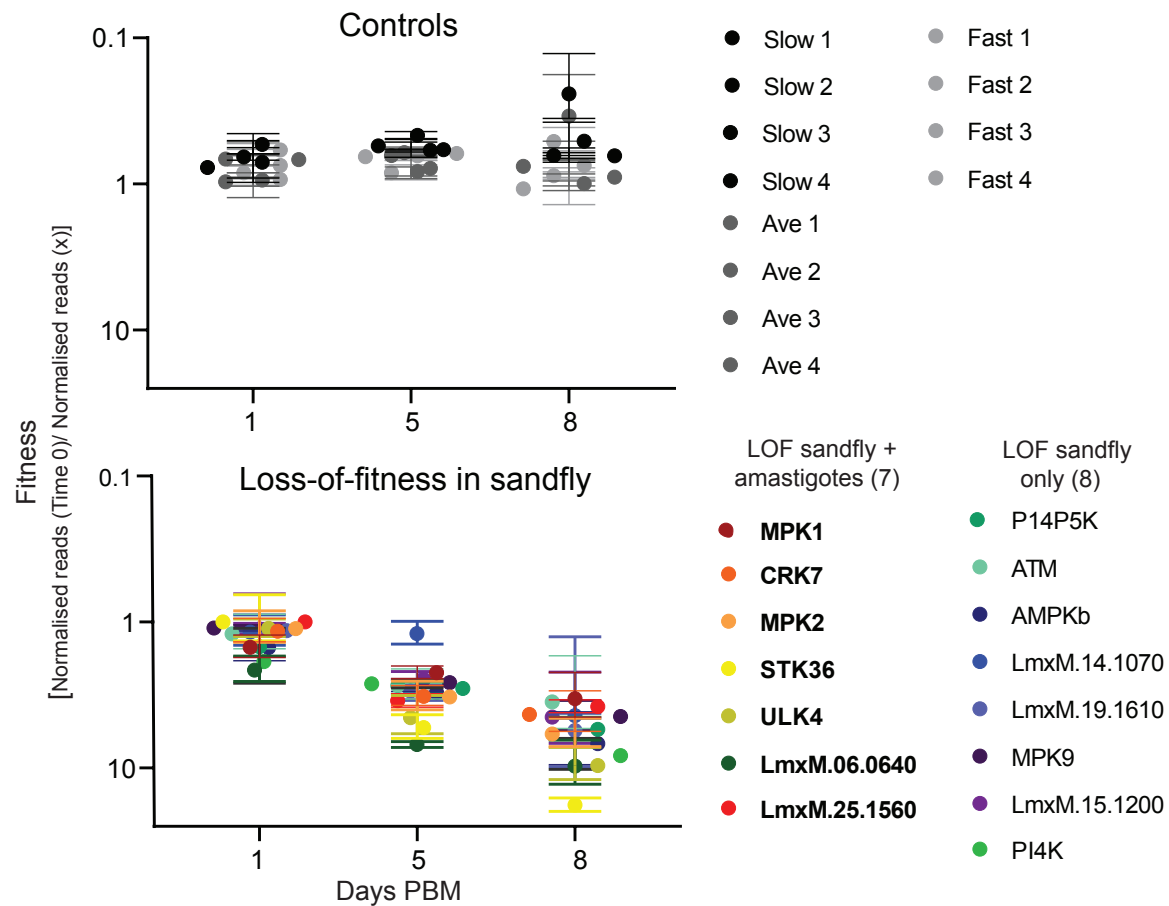 Controls
0.1
1
10
1
5
8
Slow 1
Slow 2
Slow 3
Slow 4
Ave 1
Ave 2
Ave 3
Ave 4
Fast 1
Fast 2
Fast 3
Fast 4
Fitness
[Normalised reads (Time 0)/ Normalised reads (x)]
Loss-of-fitness in sandfly
0.1
1
10
1
5
8
Days PBM
LOF sandfly +
amastigotes (7)
MPK1
CRK7
MPK2
STK36
ULK4
LmxM.06.0640
LmxM.25.1560
LOF sandfly
only (8)
P14P5K
ATM
AMPKb
LmxM.14.1070
LmxM.19.1610
MPK9
LmxM.15.1200
PI4K